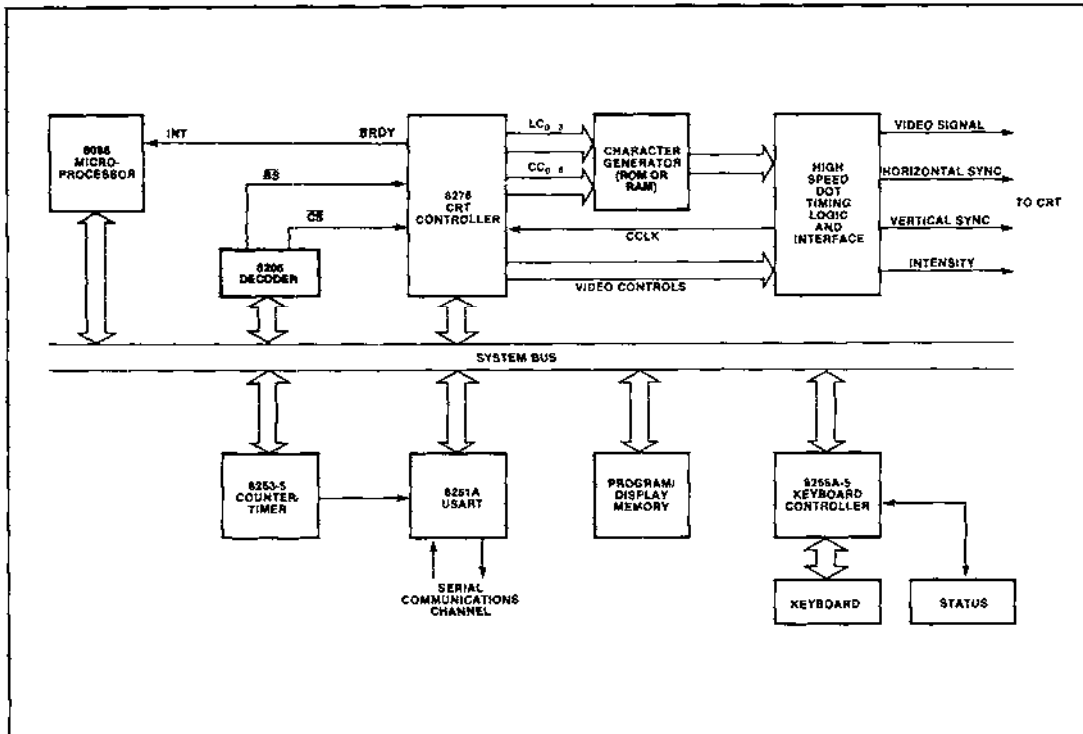 INT
BRDY
8088
MICRO-
PROCESSOR
BS
CS
8205
DECODER
8276
CRT
CONTROLLER
LC0-3
CC0-6
CHARACTER
GENERATOR
(ROM OR
RAM)
CCLK
VIDEO CONTROLS
HIGH
SPEED
DOT
TIMING
LOGIC
AND
INTERFACE
VIDEO SIGNAL
HORIZONTAL SYNC
VERTICAL SYNC
INTENSITY
TO CRT
SYSTEM BUS
8253-5
COUNTER-
TIMER
8251A
USART
PROGRAM/
DISPLAY
MEMORY
8255A-5
KEYBOARD
CONTROLLER
SERIAL
COMMUNICATIONS
CHANNEL
KEYBOARD
STATUS